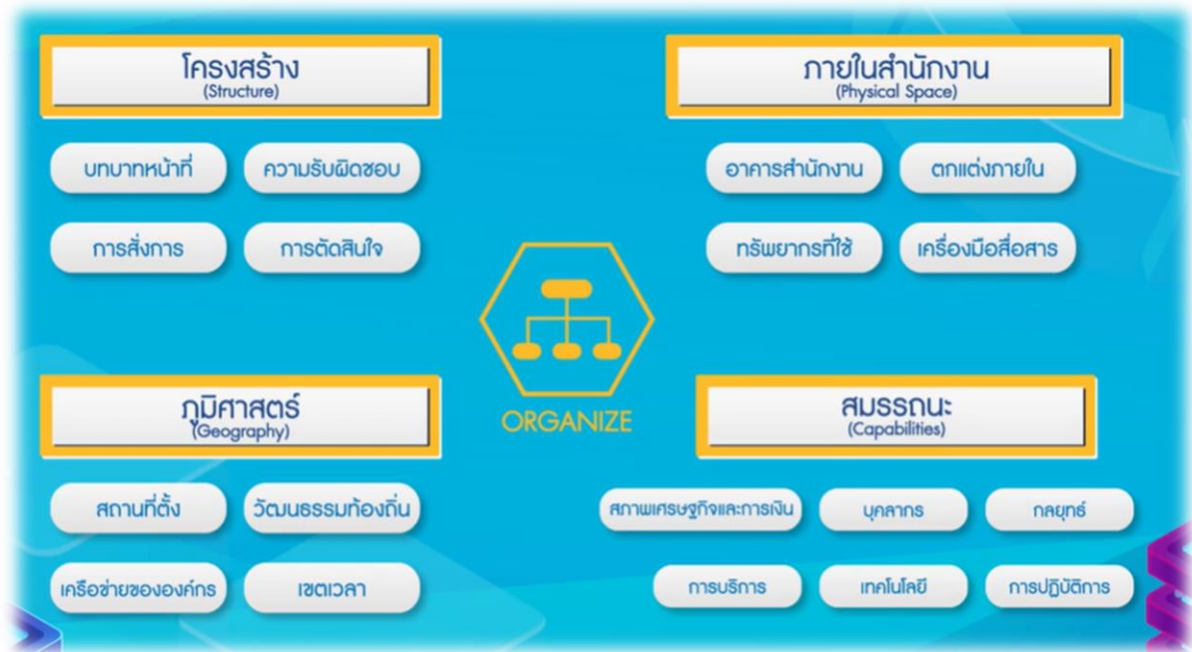 โครงสร้าง
(Structure)
บทบาทหน้าที่
ความรับผิดชอบ
การสั่งการ
การตัดสินใจ
ภายในสำนักงาน
(Physical Space)
อาคารสำนักงาน
ตกแต่งภายใน
ทรัพยากรที่ใช้
เครื่องมือสื่อสาร
ORGANIZE
ภูมิศาสตร์
(Geography)
สถานที่ตั้ง
วัฒนธรรมท้องถิ่น
เครือข่ายขององค์กร
เขตเวลา
สมรรถนะ
(Capabilities)
สภาพเศรษฐกิจและการเงิน
บุคลากร
กลยุทธ์
การบริการ
เทคโนโลยี
การปฏิบัติการ